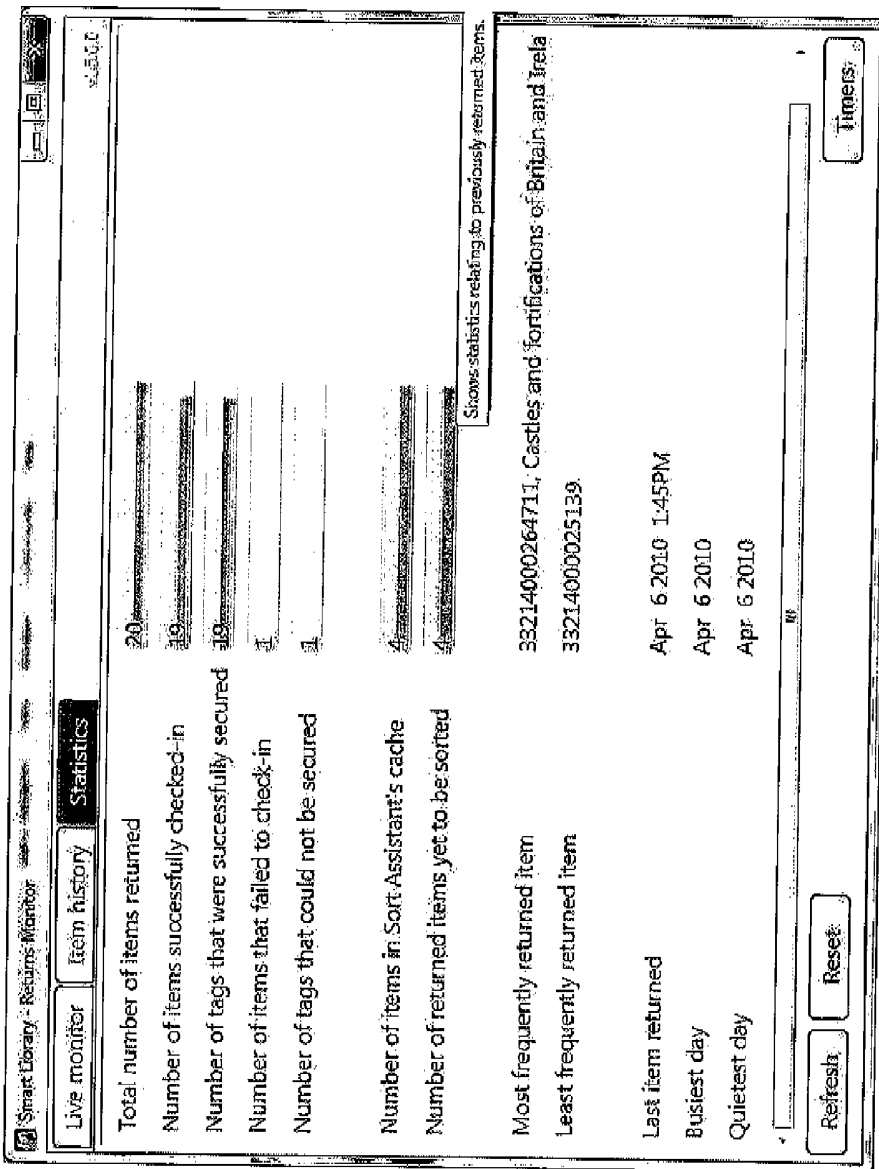 Smart Library - Returns Monitor
Live monitor Item history Statistics v1.5.0.0
Total number of items returned 20
Number of items successfully checked-in 19
Number of tags that were successfully secured 19
Number of items that failed to check-in 1
Number of tags that could not be secured 1
Number of items in Sort Assistant's cache 4
Number of returned items yet to be sorted 4
Shows statistics relating to previously returned items.
Most frequently returned item 33214000264711, Castles and fortifications of Britain and Irela
Least frequently returned item 33214000025139.
Last item returned Apr 6 2010 1:45PM
Busiest day Apr 6 2010
Quietest day Apr 6 2010
Refresh Reset Timers